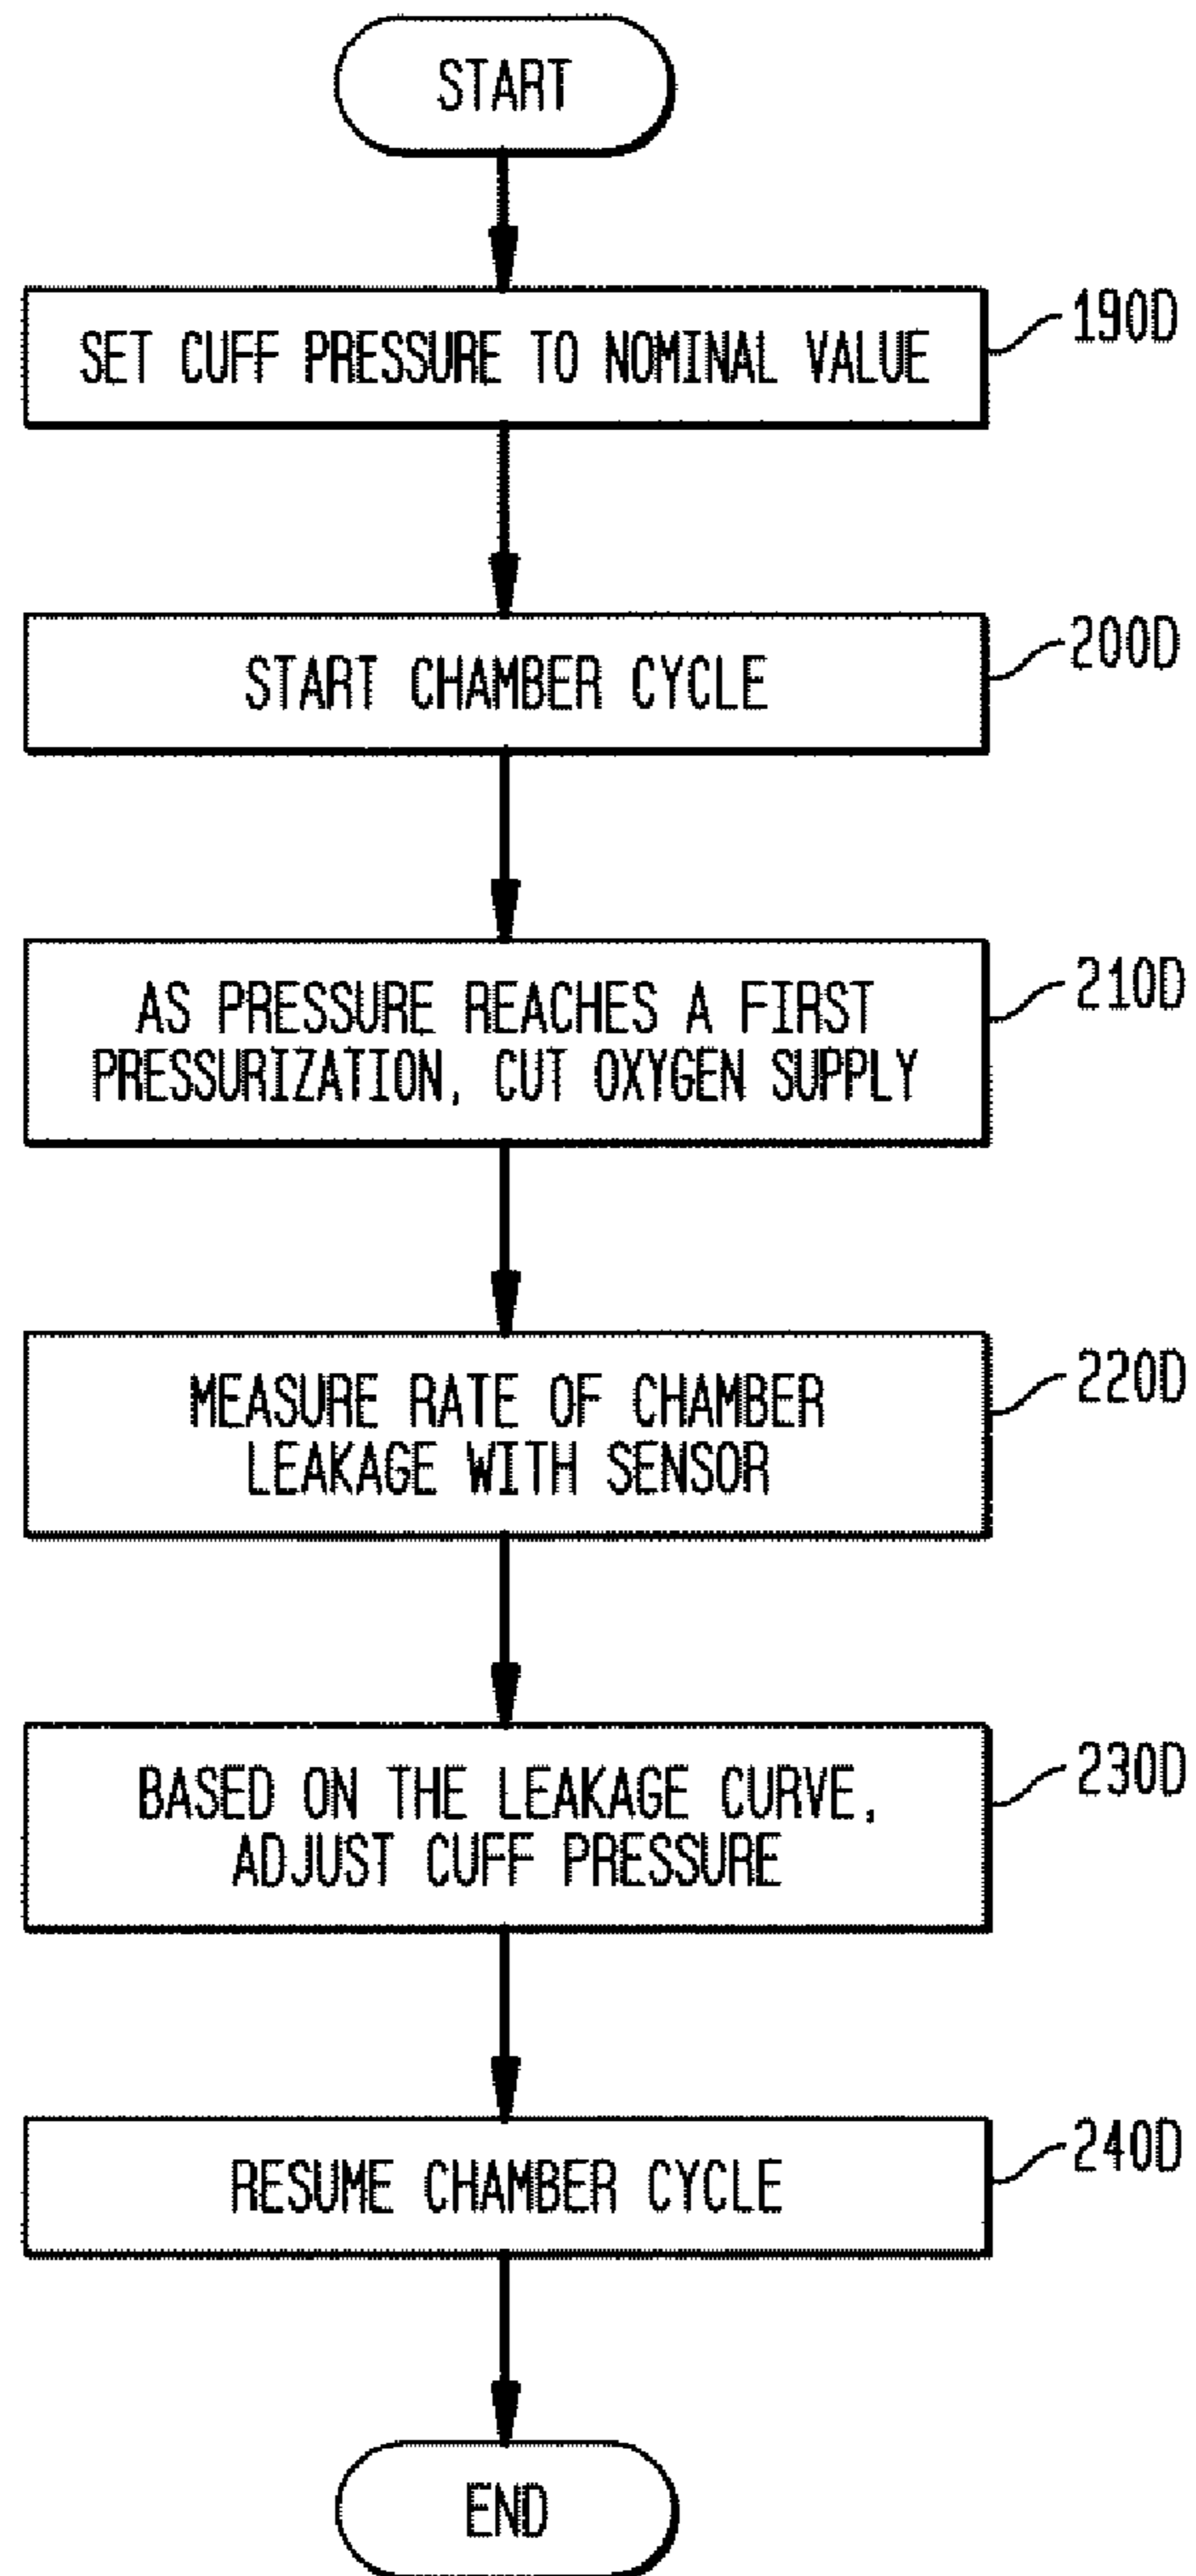 START
SET CUFF PRESSURE TO NOMINAL VALUE
190D
START CHAMBER CYCLE
200D
AS PRESSURE REACHES A FIRST
PRESSURIZATION, CUT OXYGEN SUPPLY
210D
MEASURE RATE OF CHAMBER
LEAKAGE WITH SENSOR
220D
BASED ON THE LEAKAGE CURVE,
ADJUST CUFF PRESSURE
230D
RESUME CHAMBER CYCLE
240D
END